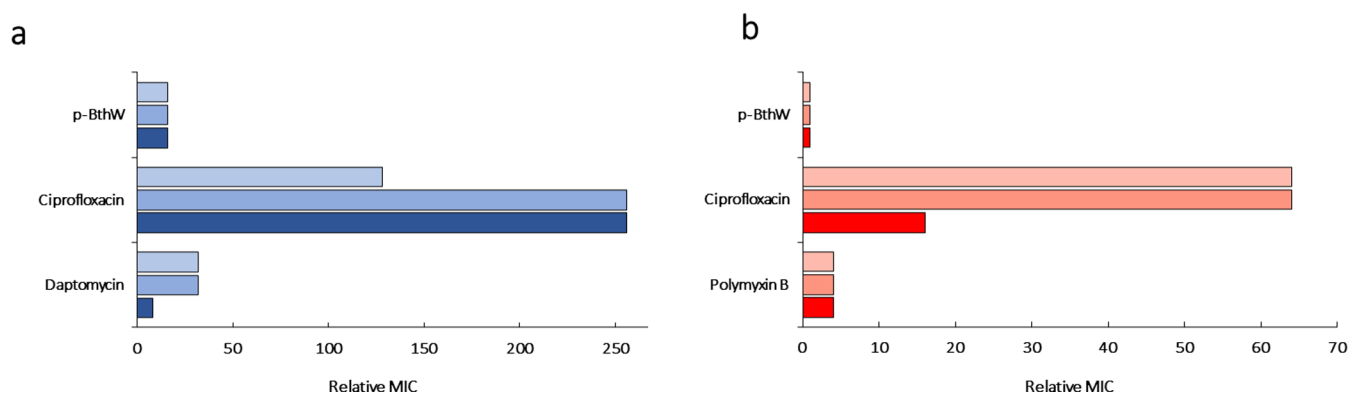 a
p-BthW
Ciprofloxacin
Daptomycin
0 50 100 150 200 250
Relative MIC
b
p-BthW
Ciprofloxacin
Polymyxin B
0 10 20 30 40 50 60 70
Relative MIC